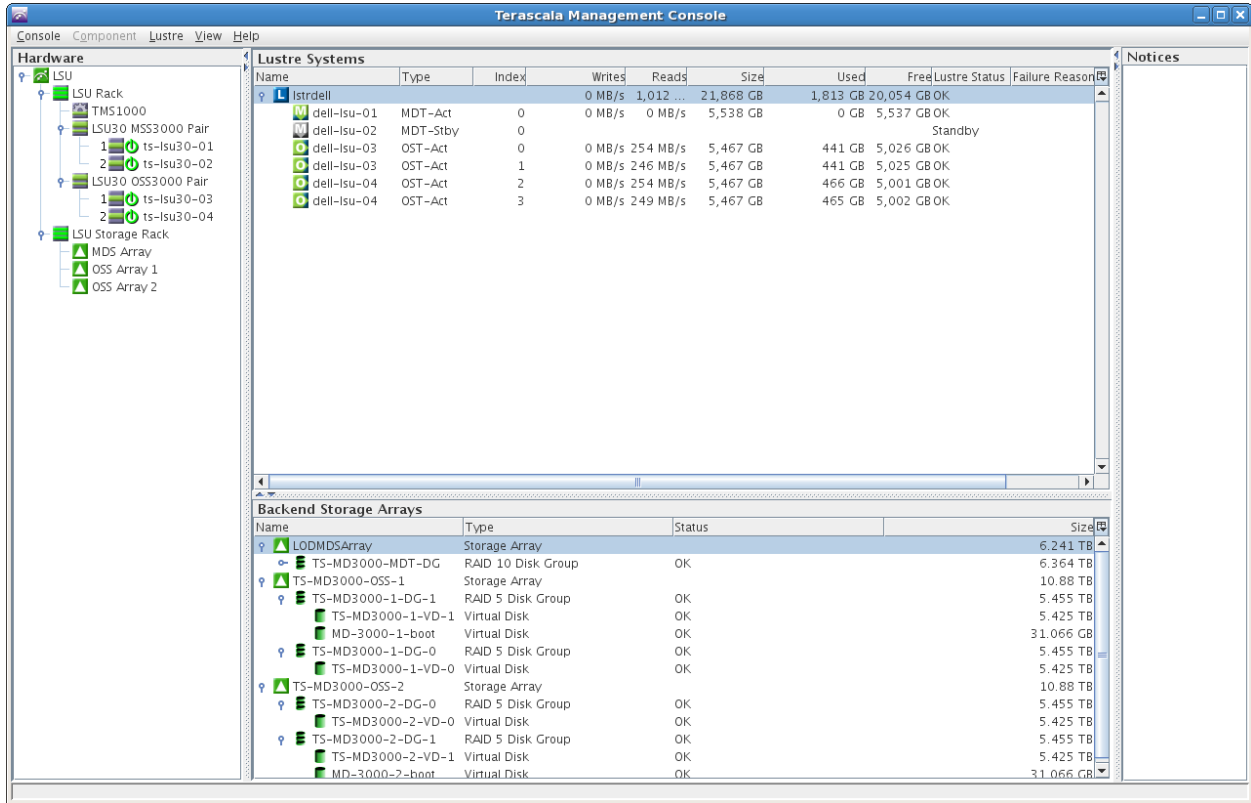 Terascala Management Console
Console Component Lustre View Help
Hardware
LSU
LSU Rack
TMS1000
LSU30 MSS3000 Pair
1 ts-lsu30-01
2 ts-lsu30-02
LSU30 OSS3000 Pair
1 ts-lsu30-03
2 ts-lsu30-04
LSU Storage Rack
MDS Array
OSS Array 1
OSS Array 2
Lustre Systems
Name Type Index Writes Reads Size Used Free Lustre Status Failure Reason
L lstrdell 0 MB/s 1,012 ... 21,868 GB 1,813 GB 20,054 GB OK
M dell-lsu-01 MDT-Act 0 0 MB/s 0 MB/s 5,538 GB 0 GB 5,537 GB OK
M dell-lsu-02 MDT-Stby 0 Standby
O dell-lsu-03 OST-Act 0 0 MB/s 254 MB/s 5,467 GB 441 GB 5,026 GB OK
O dell-lsu-03 OST-Act 1 0 MB/s 246 MB/s 5,467 GB 441 GB 5,025 GB OK
O dell-lsu-04 OST-Act 2 0 MB/s 254 MB/s 5,467 GB 466 GB 5,001 GB OK
O dell-lsu-04 OST-Act 3 0 MB/s 249 MB/s 5,467 GB 465 GB 5,002 GB OK
Backend Storage Arrays
Name Type Status Size
LODMDSArray Storage Array 6.241 TB
TS-MD3000-MDT-DG RAID 10 Disk Group OK 6.364 TB
TS-MD3000-OSS-1 Storage Array 10.88 TB
TS-MD3000-1-DG-1 RAID 5 Disk Group OK 5.455 TB
TS-MD3000-1-VD-1 Virtual Disk OK 5.425 TB
MD-3000-1-boot Virtual Disk OK 31.066 GB
TS-MD3000-1-DG-0 RAID 5 Disk Group OK 5.455 TB
TS-MD3000-1-VD-0 Virtual Disk OK 5.425 TB
TS-MD3000-OSS-2 Storage Array 10.88 TB
TS-MD3000-2-DG-0 RAID 5 Disk Group OK 5.455 TB
TS-MD3000-2-VD-0 Virtual Disk OK 5.425 TB
TS-MD3000-2-DG-1 RAID 5 Disk Group OK 5.455 TB
TS-MD3000-2-VD-1 Virtual Disk OK 5.425 TB
MD-3000-2-boot Virtual Disk OK 31.066 GB
Notices